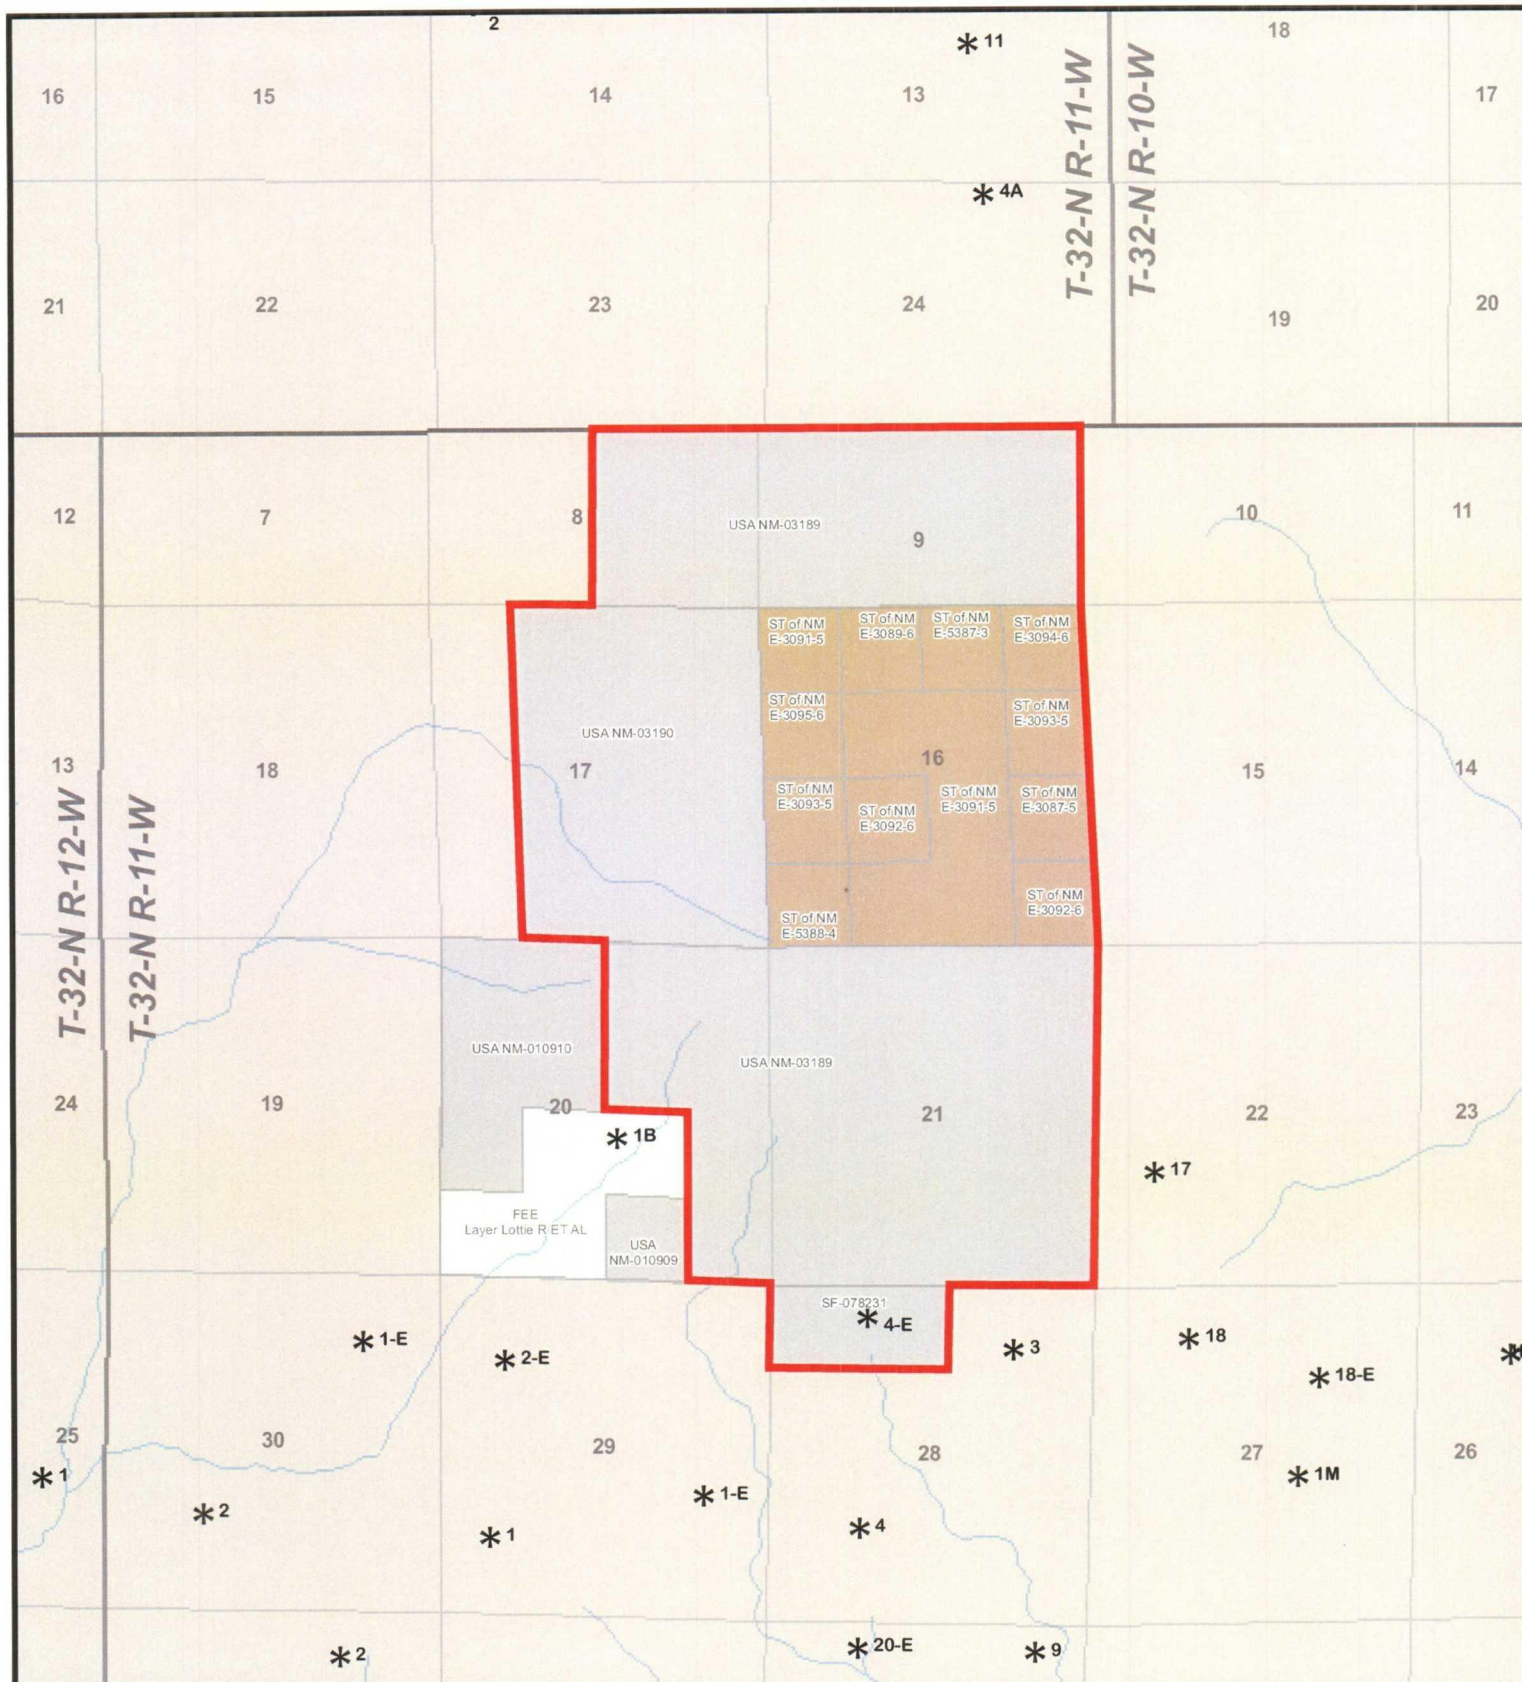 2
11
18
16
15
14
13
17
T-32-N R-11-W
T-32-N R-10-W
4A
21
22
23
24
19
20
12
7
8
9
10
11
USA NM-03189
ST of NM
E-3091-5
ST of NM
E-3089-6
ST of NM
E-5387-3
ST of NM
E-3094-6
ST of NM
E-3095-6
ST of NM
E-3093-5
USA NM-03190
13
18
17
16
15
14
ST of NM
E-3093-5
ST of NM
E-3092-6
ST of NM
E-3091-5
ST of NM
E-3087-5
T-32-N R-12-W
T-32-N R-11-W
ST of NM
E-5388-4
ST of NM
E-3092-6
USA NM-010910
USA NM-03189
24
19
20
21
22
23
1B
17
FEE
Layer Lottie R ET AL
USA
NM-010909
SF-078231
4-E
1-E
2-E
3
18
18-E
25
30
29
28
27
26
1
2
1
1-E
4
1M
2
20-E
9